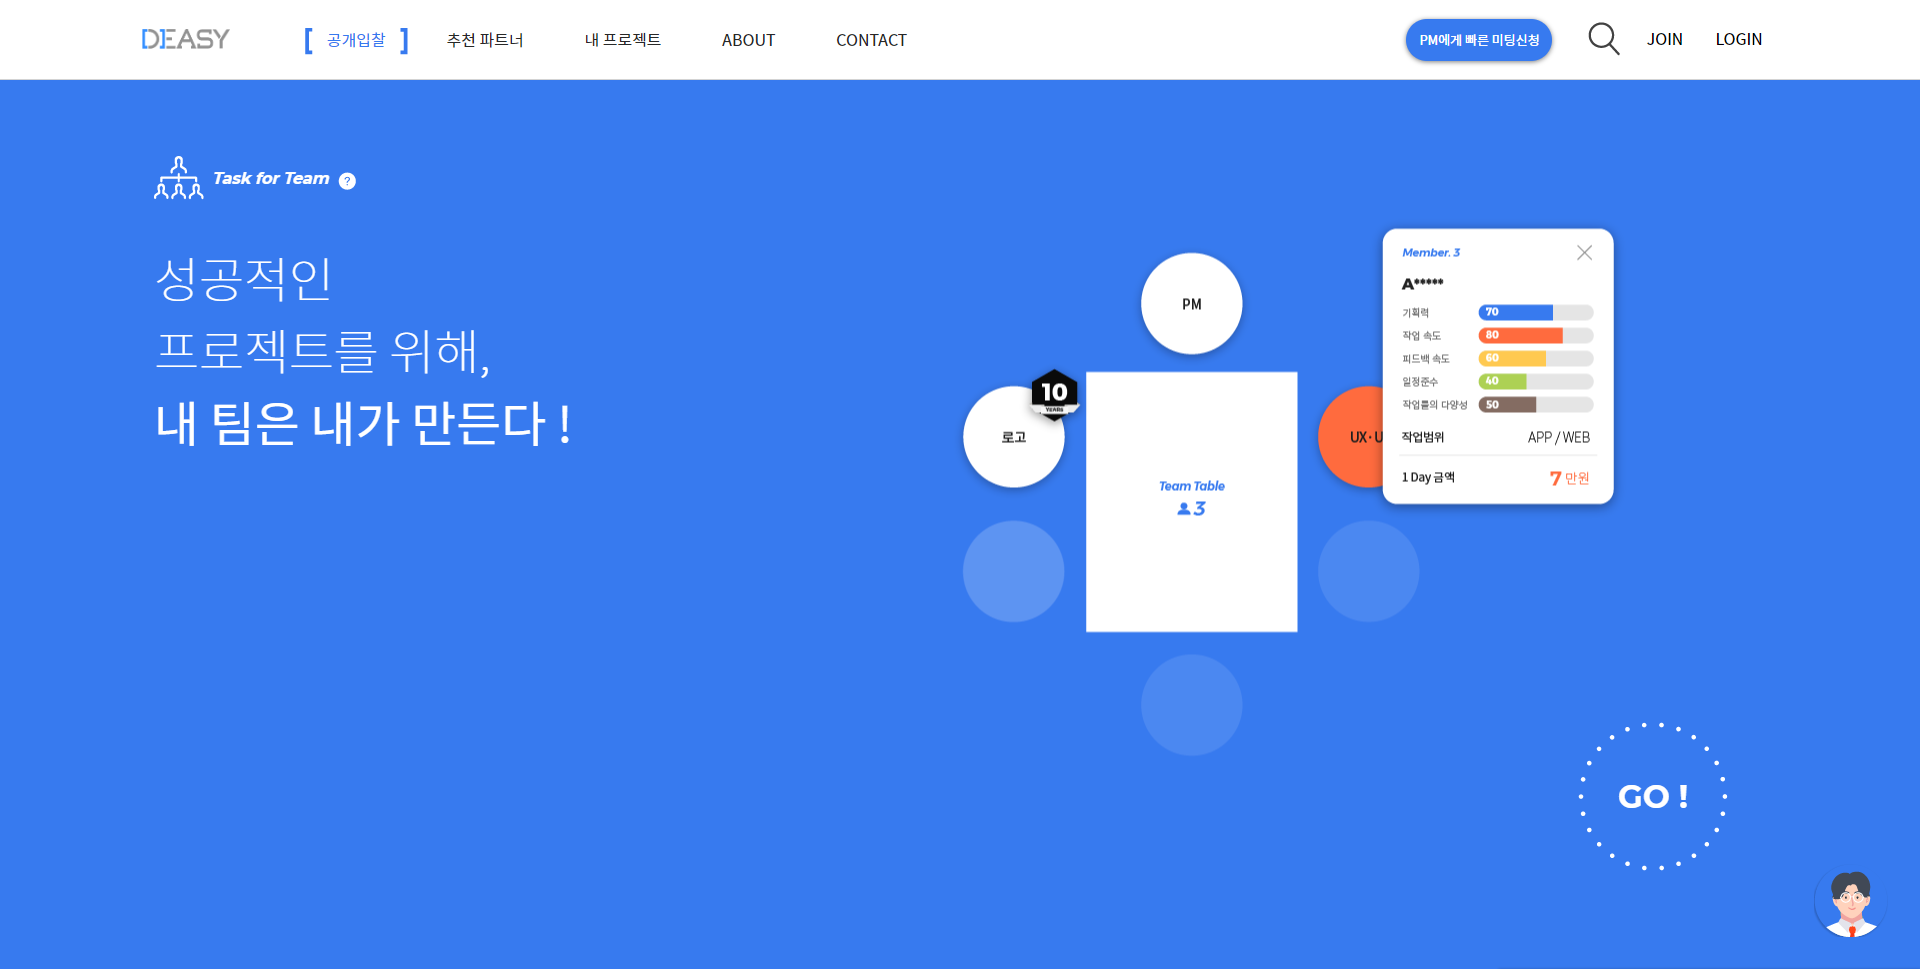 DEASY
[ 공개입찰 ]
추천 파트너
내 프로젝트
ABOUT
CONTACT
PM에게 빠른 미팅신청
JOIN
LOGIN
Task for Team ?
성공적인
프로젝트를 위해,
내 팀은 내가 만든다 !
PM
로고
10
YEARS
Team Table
3
UX·U
Member. 3
A*****
기획력 70
작업 속도 80
피드백 속도 60
일정준수 40
작업물의 다양성 50
작업범위 APP / WEB
1 Day 금액 7 만원
GO !